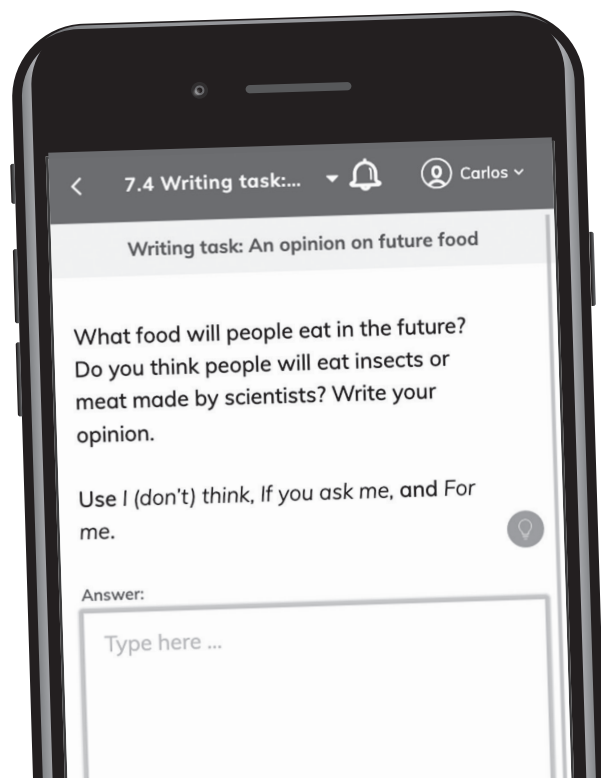 7.4 Writing task:...
Carlos
Writing task: An opinion on future food
What food will people eat in the future?
Do you think people will eat insects or
meat made by scientists? Write your
opinion.
Use I (don't) think, If you ask me, and For
me.
Answer:
Type here ...